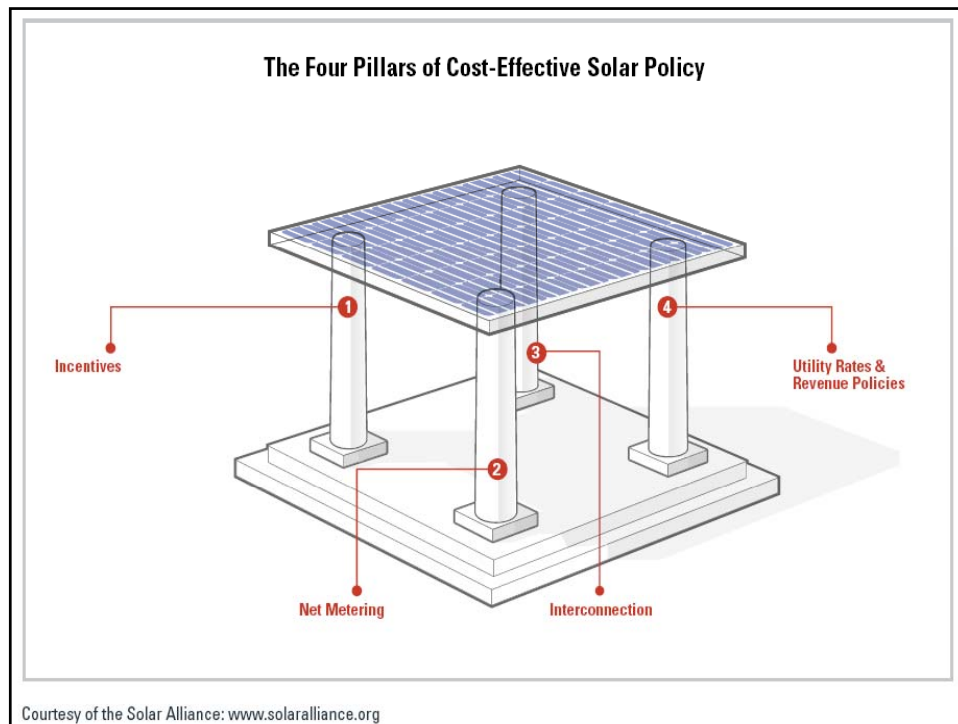 The Four Pillars of Cost-Effective Solar Policy
1
4
3
Incentives
Utility Rates &
Revenue Policies
2
Net Metering
Interconnection
Courtesy of the Solar Alliance: www.solaralliance.org